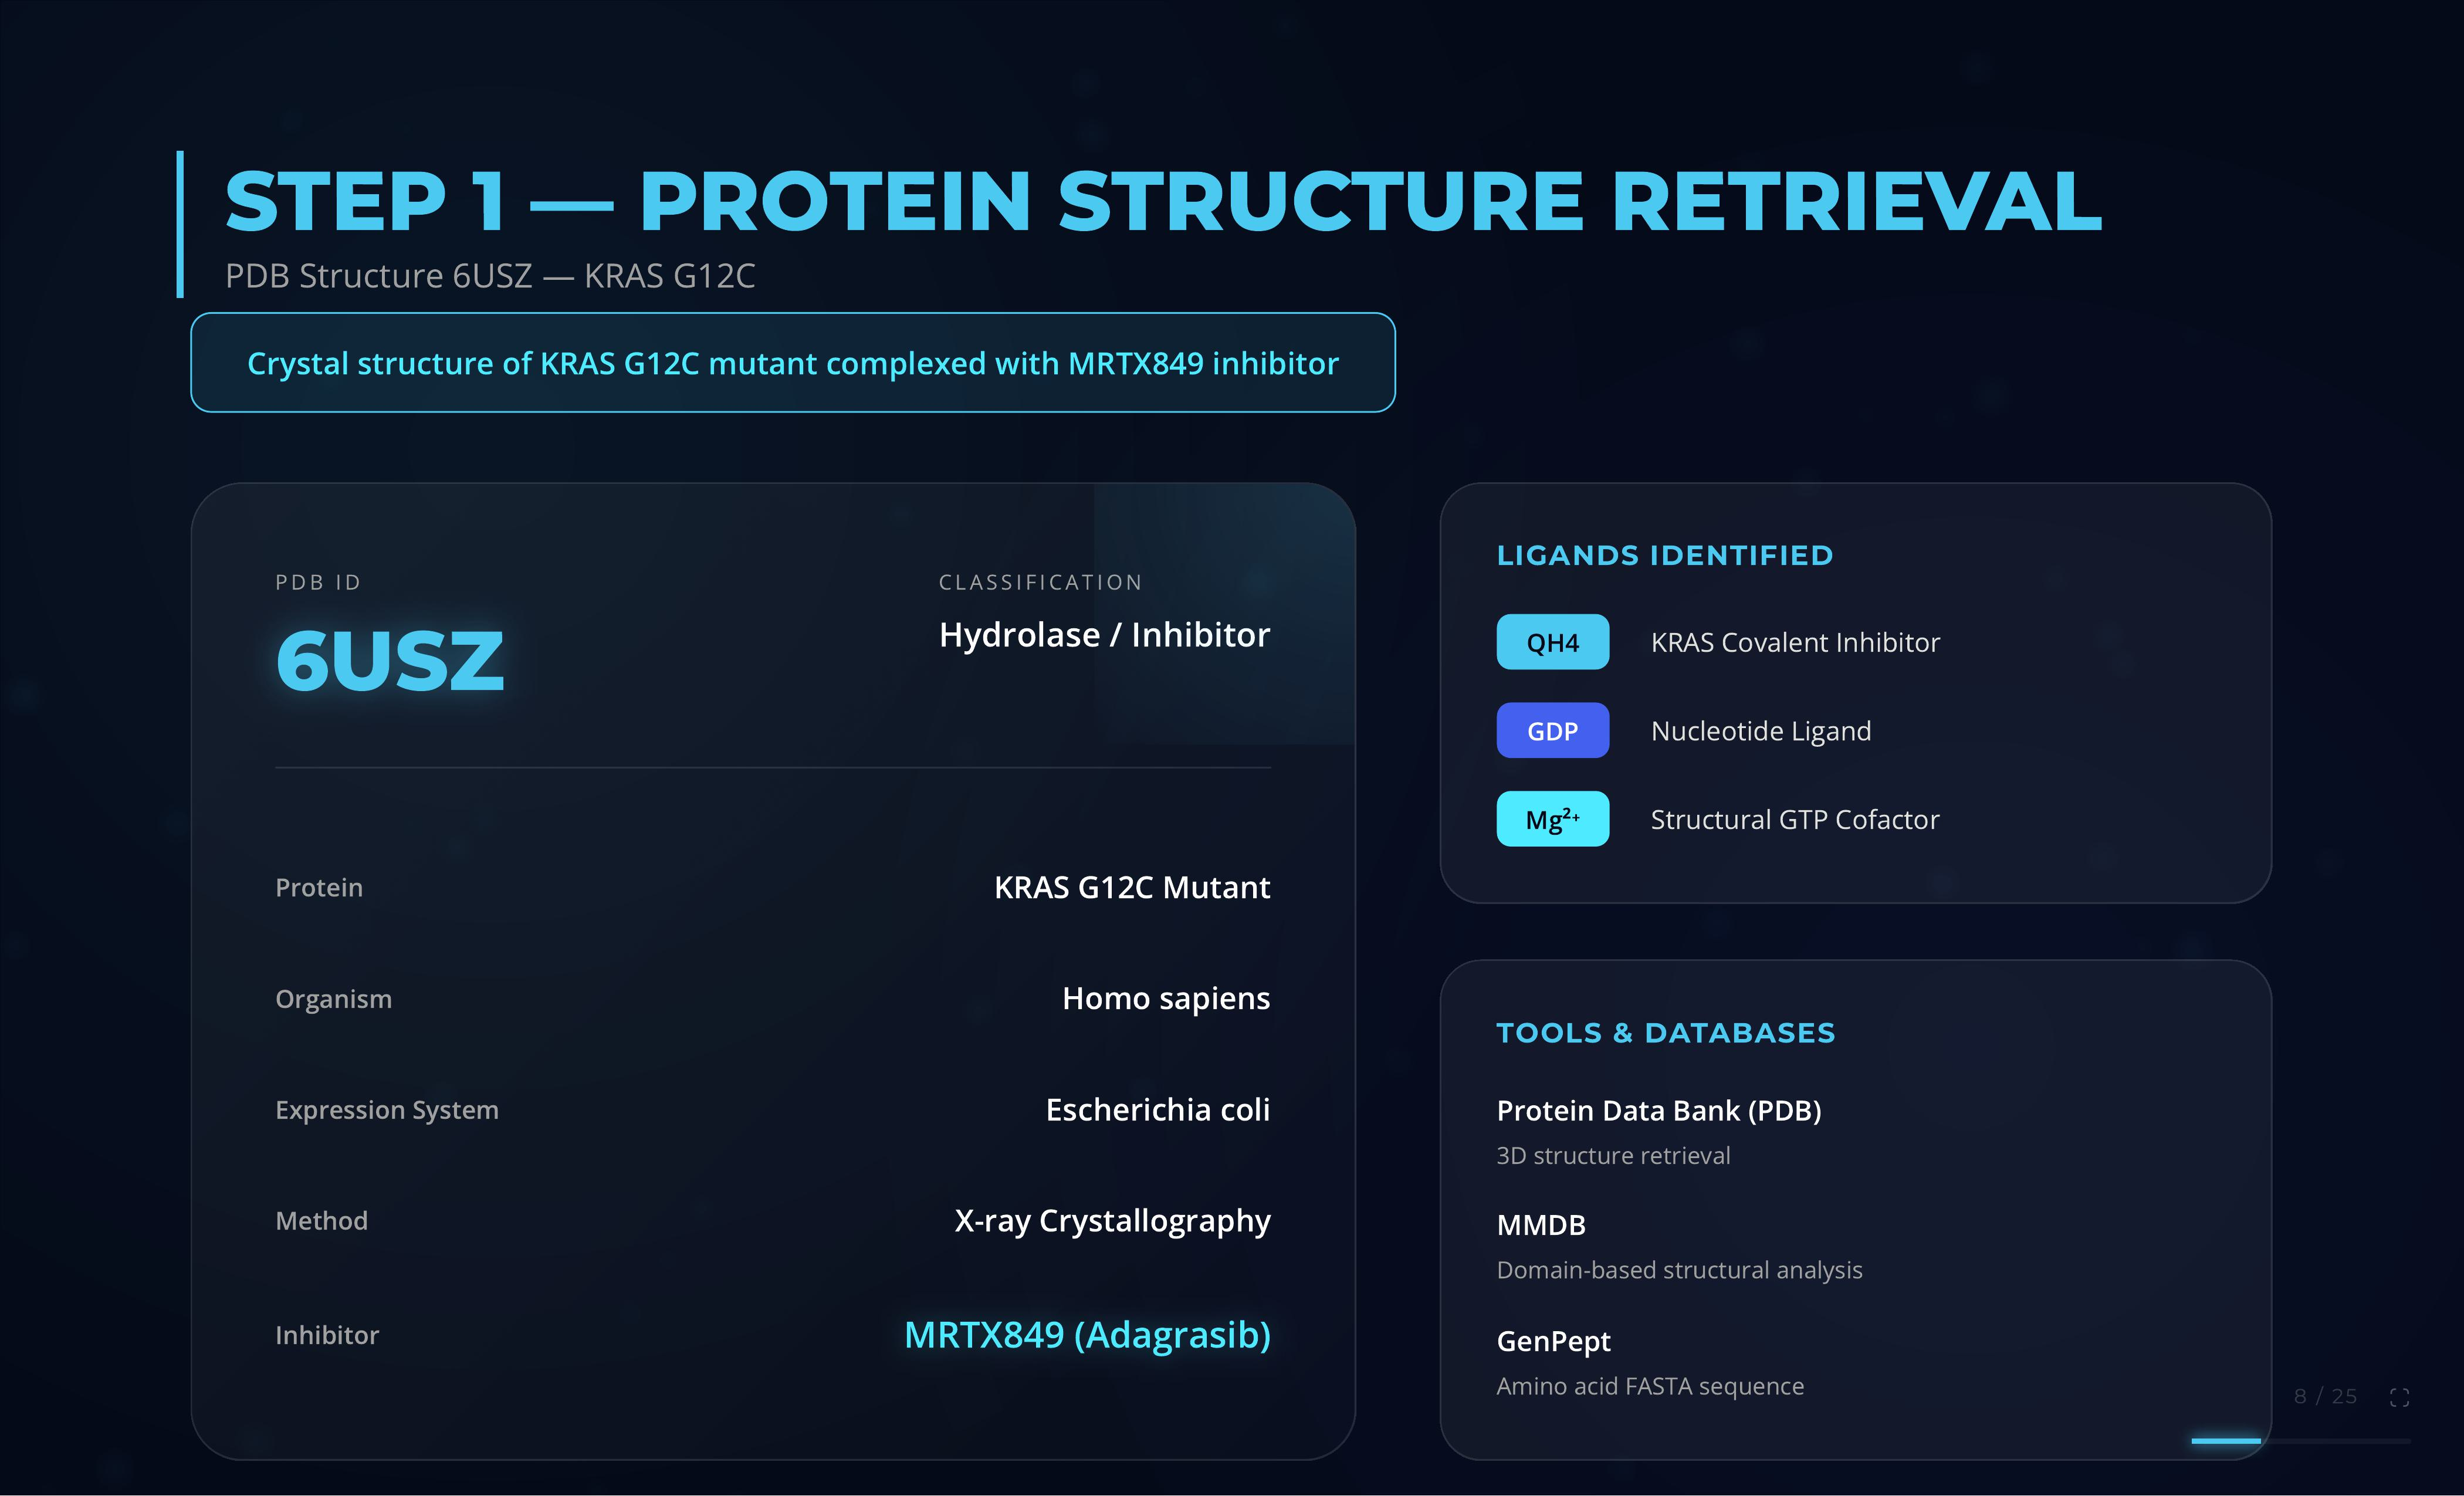 STEP 1 — PROTEIN STRUCTURE RETRIEVAL
PDB Structure 6USZ — KRAS G12C
Crystal structure of KRAS G12C mutant complexed with MRTX849 inhibitor
PDB ID
6USZ
CLASSIFICATION
Hydrolase / Inhibitor
Protein KRAS G12C Mutant
Organism Homo sapiens
Expression System Escherichia coli
Method X-ray Crystallography
Inhibitor MRTX849 (Adagrasib)
LIGANDS IDENTIFIED
QH4 KRAS Covalent Inhibitor
GDP Nucleotide Ligand
Mg²⁺ Structural GTP Cofactor
TOOLS & DATABASES
Protein Data Bank (PDB)
3D structure retrieval
MMDB
Domain-based structural analysis
GenPept
Amino acid FASTA sequence
8 / 25